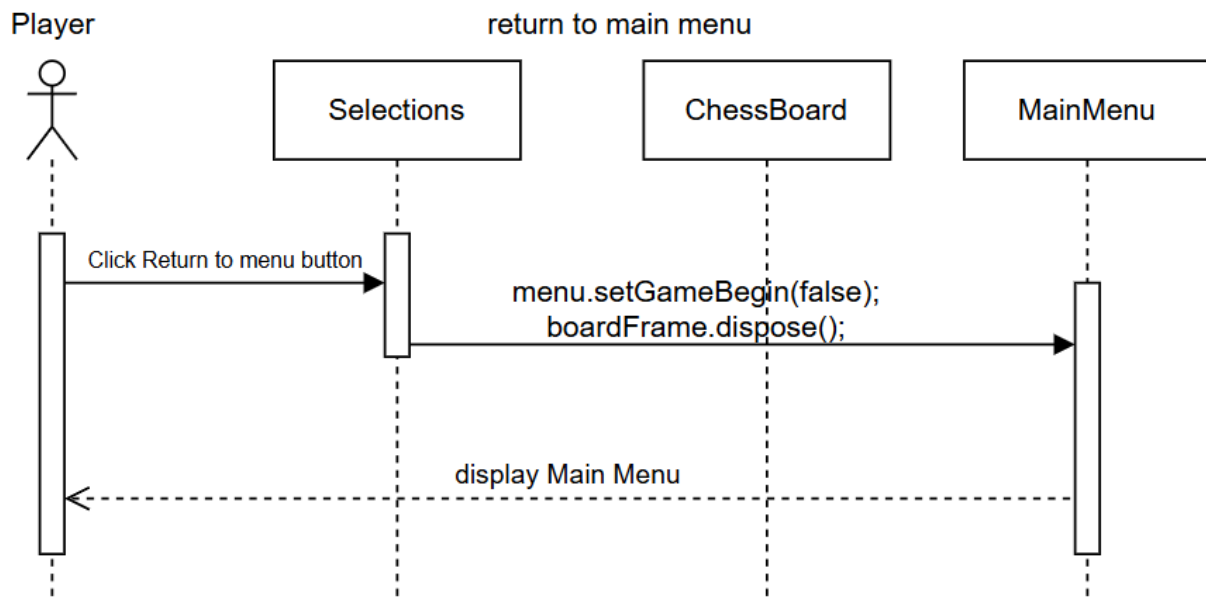 Player
return to main menu
Selections
ChessBoard
MainMenu
Click Return to menu button
menu.setGameBegin(false);
boardFrame.dispose();
display Main Menu